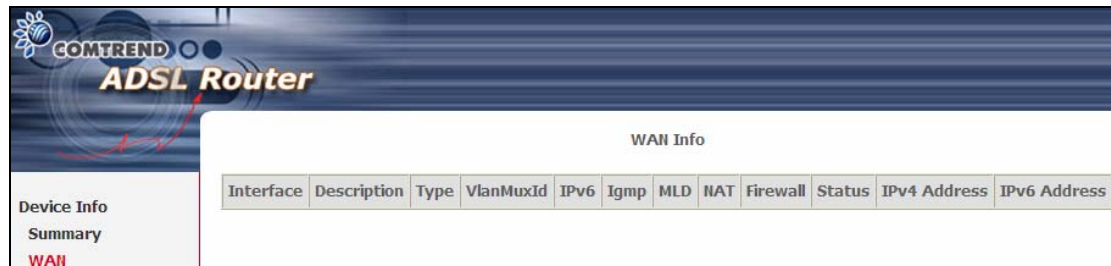 COMTREND
ADSL Router
WAN Info
Interface Description Type VlanMuxId IPv6 Igmp MLD NAT Firewall Status IPv4 Address IPv6 Address
Device Info
Summary
WAN